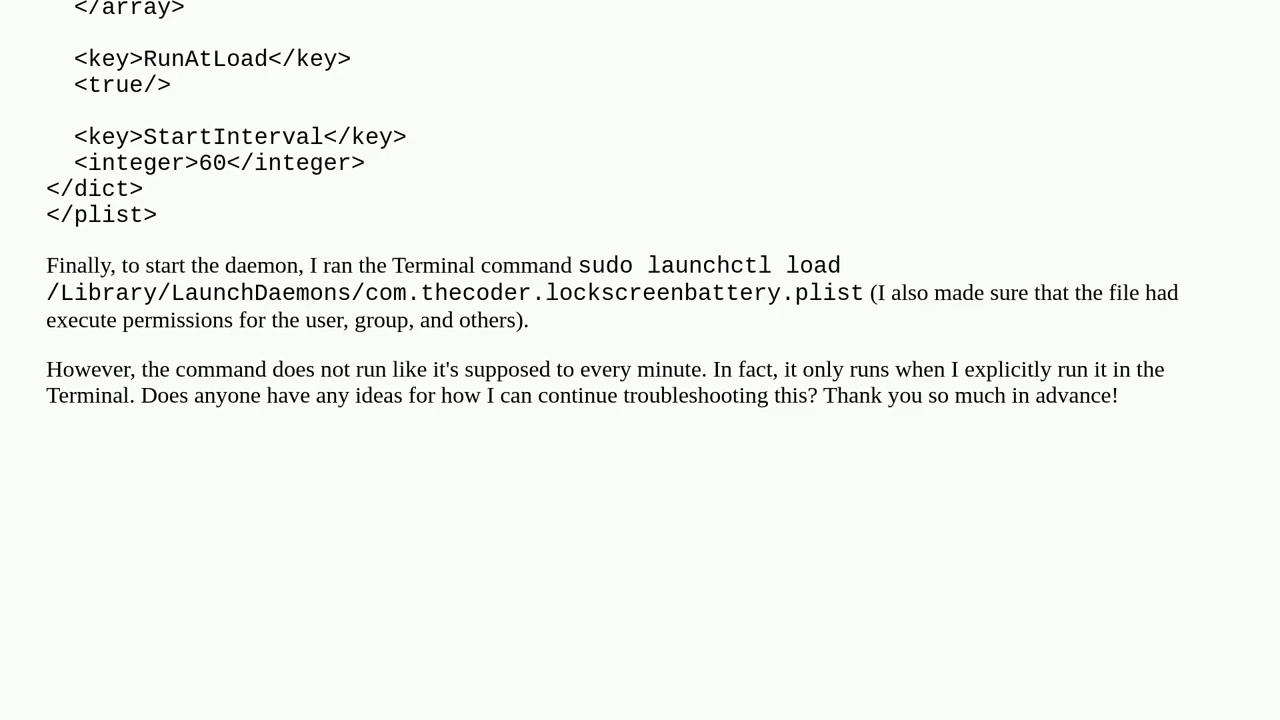 </array>
<key>RunAtLoad</key>
<true/>
<key>StartInterval</key>
<integer>60</integer>
</dict>
</plist>
Finally, to start the daemon, I ran the Terminal command sudo launchctl load
/Library/LaunchDaemons/com.thecoder.lockscreenbattery.plist (I also made sure that the file had
execute permissions for the user, group, and others).
However, the command does not run like it's supposed to every minute. In fact, it only runs when I explicitly run it in the
Terminal. Does anyone have any ideas for how I can continue troubleshooting this? Thank you so much in advance!